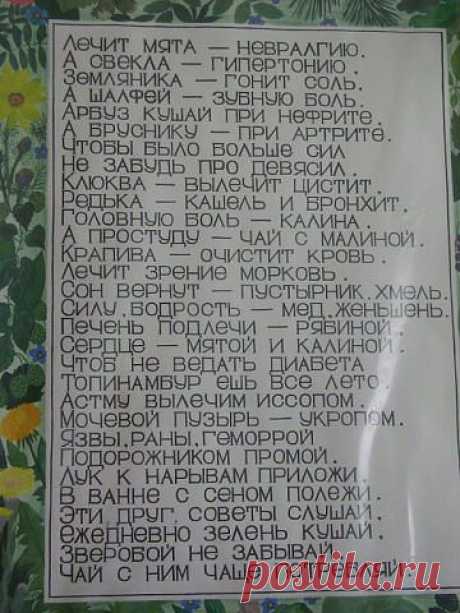 Лечит мята — невралгию.
А свекла — гипертонию.
Земляника — гонит соль.
А шалфей — зубную боль.
Арбуз кушай при нефрите.
А бруснику — при артрите.
Чтобы было больше сил
Не забудь про девясил.
Клюква — вылечит цистит.
Редька — кашель и бронхит.
Головную боль — калина.
А простуду — чай с малиной.
Крапива — очистит кровь.
Лечит зрение морковь.
Сон вернут — пустырник, хмель.
Силу, бодрость — мед, женьшень.
Печень подлечи — рябиной.
Сердце — мятой и калиной.
Чтоб не ведать диабета
Топинамбур ешь все лето.
Астму вылечим иссопом.
Мочевой пузырь — укропом.
Язвы, раны, геморрой
Подорожником промой.
Лук к нарывам приложи.
В ванне с сеном полежи.
Эти друг, советы слушай.
Ежедневно зелень кушай.
Зверобой не забывай
Чай с ним чаще
postila.ru